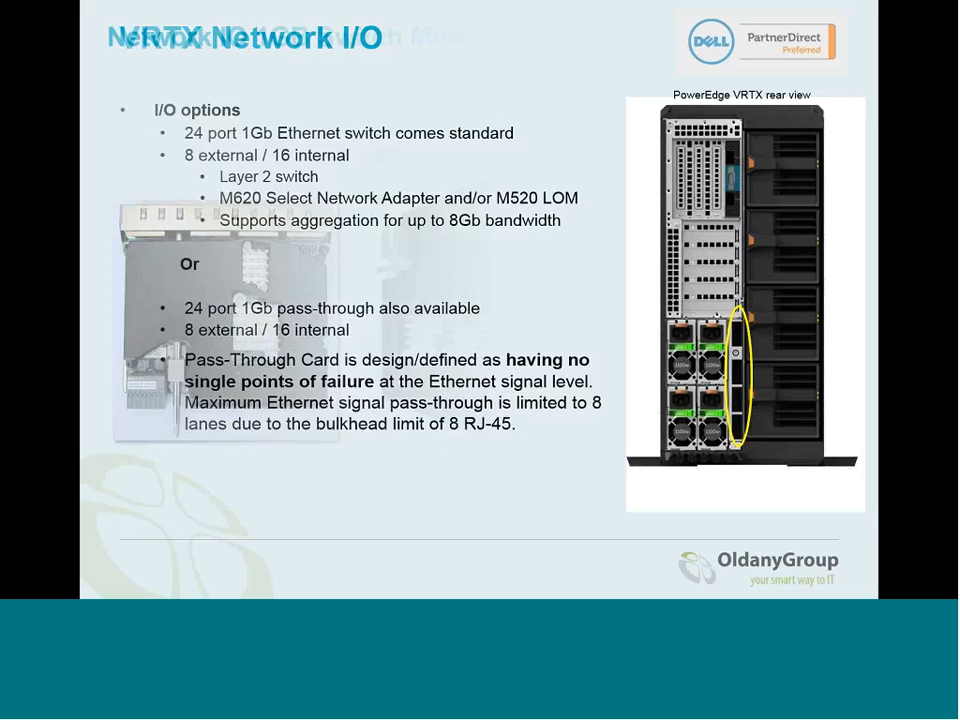 VRTX Network I/O
DELL
PartnerDirect
Preferred
PowerEdge VRTX rear view
• I/O options
• 24 port 1Gb Ethernet switch comes standard
• 8 external / 16 internal
• Layer 2 switch
• M620 Select Network Adapter and/or M520 LOM
• Supports aggregation for up to 8Gb bandwidth
Or
• 24 port 1Gb pass-through also available
• 8 external / 16 internal
• Pass-Through Card is design/defined as having no
single points of failure at the Ethernet signal level.
Maximum Ethernet signal pass-through is limited to 8
lanes due to the bulkhead limit of 8 RJ-45.
OldanyGroup
your smart way to IT